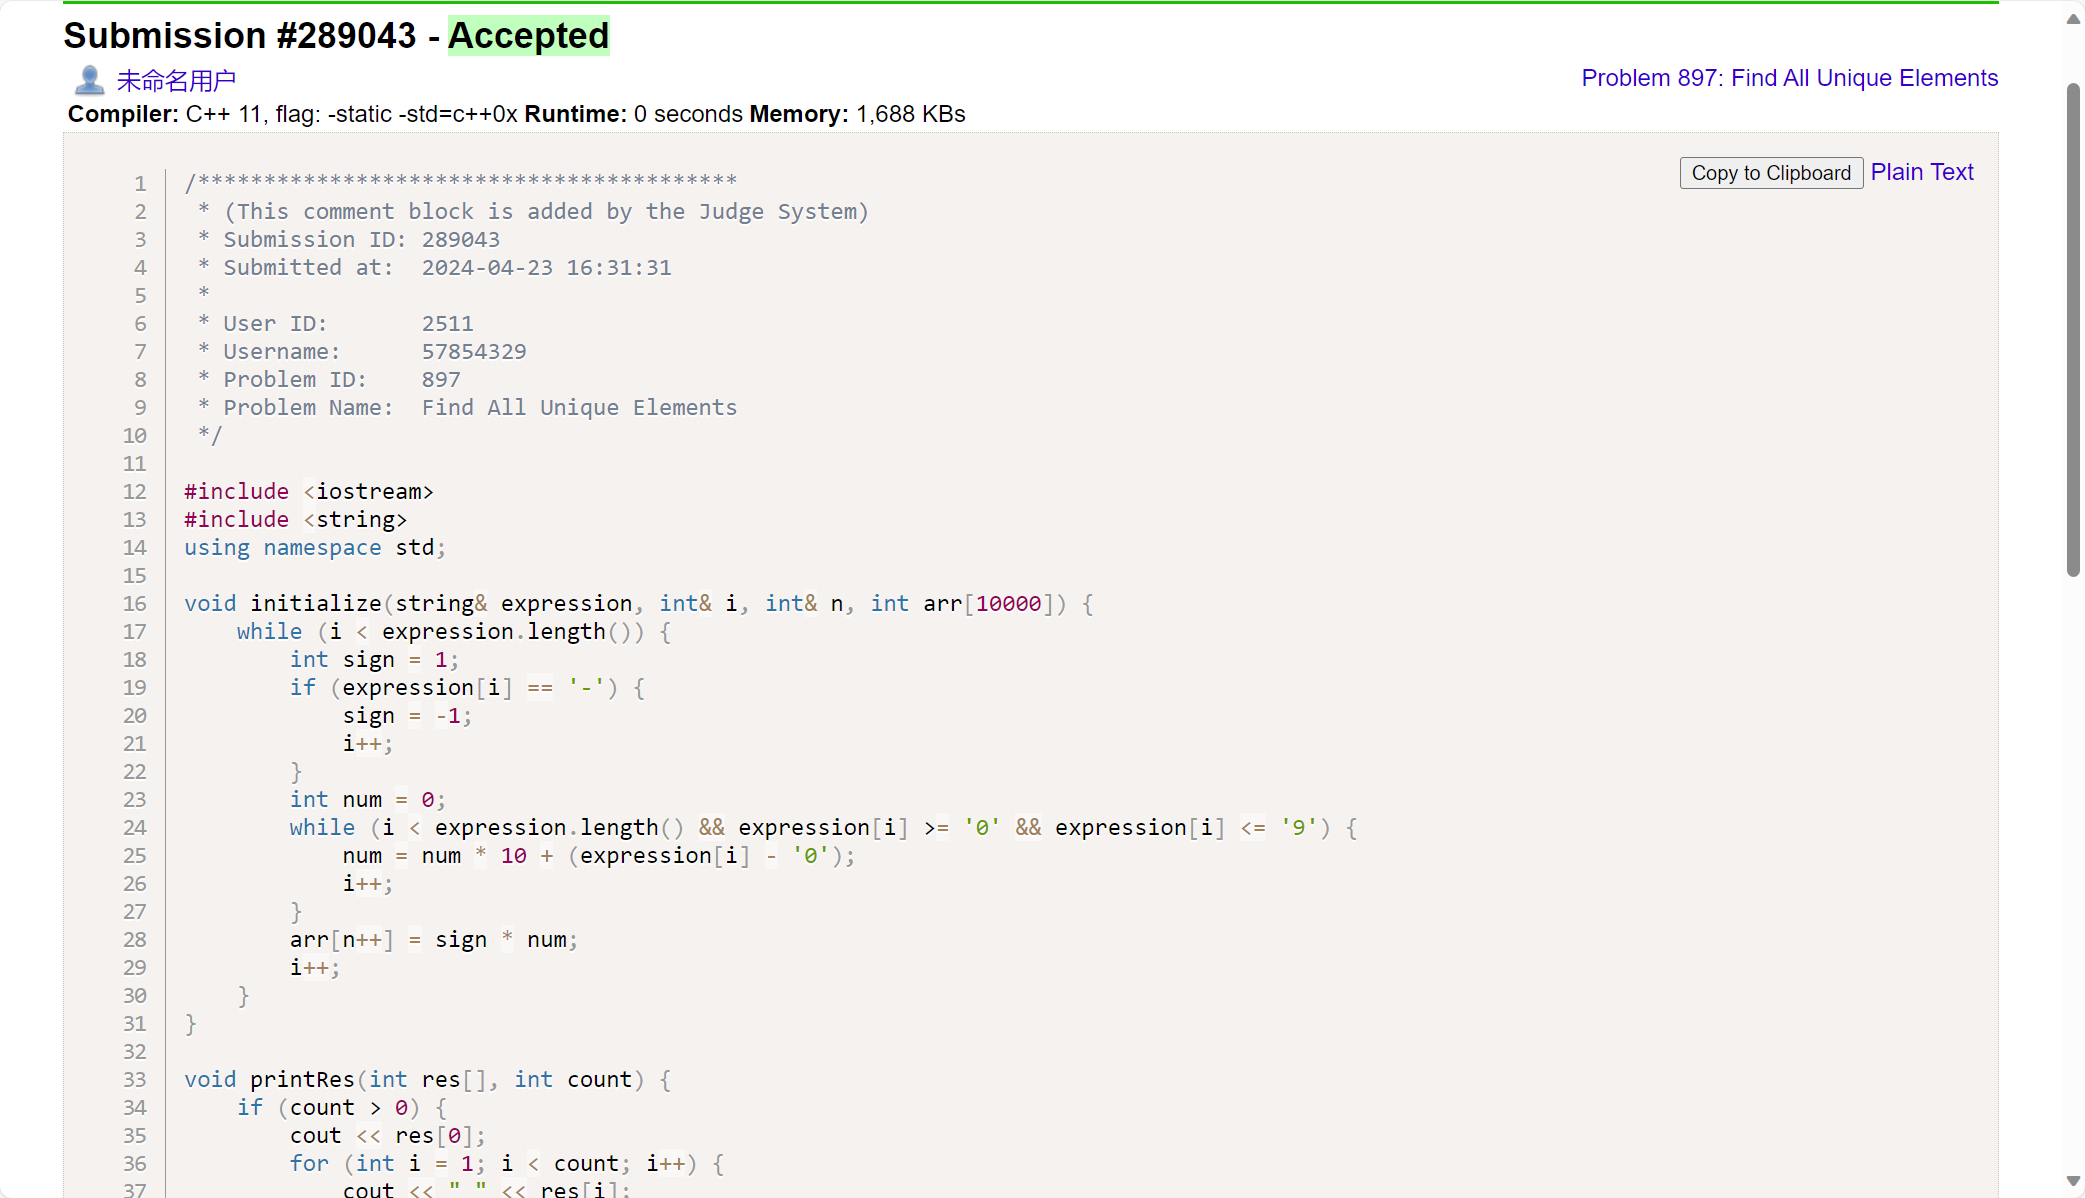 Submission #289043 - Accepted
未命名用户
Problem 897: Find All Unique Elements
Compiler: C++ 11, flag: -static -std=c++0x Runtime: 0 seconds Memory: 1,688 KBs
Copy to Clipboard Plain Text
1 /*****************************************
2  * (This comment block is added by the Judge System)
3  * Submission ID: 289043
4  * Submitted at:  2024-04-23 16:31:31
5  *
6  * User ID:       2511
7  * Username:      57854329
8  * Problem ID:    897
9  * Problem Name:  Find All Unique Elements
10  */
11
12 #include <iostream>
13 #include <string>
14 using namespace std;
15
16 void initialize(string& expression, int& i, int& n, int arr[10000]) {
17     while (i < expression.length()) {
18         int sign = 1;
19         if (expression[i] == '-') {
20             sign = -1;
21             i++;
22         }
23         int num = 0;
24         while (i < expression.length() && expression[i] >= '0' && expression[i] <= '9') {
25             num = num * 10 + (expression[i] - '0');
26             i++;
27         }
28         arr[n++] = sign * num;
29         i++;
30     }
31 }
32
33 void printRes(int res[], int count) {
34     if (count > 0) {
35         cout << res[0];
36         for (int i = 1; i < count; i++) {
37             cout << " " << res[i];